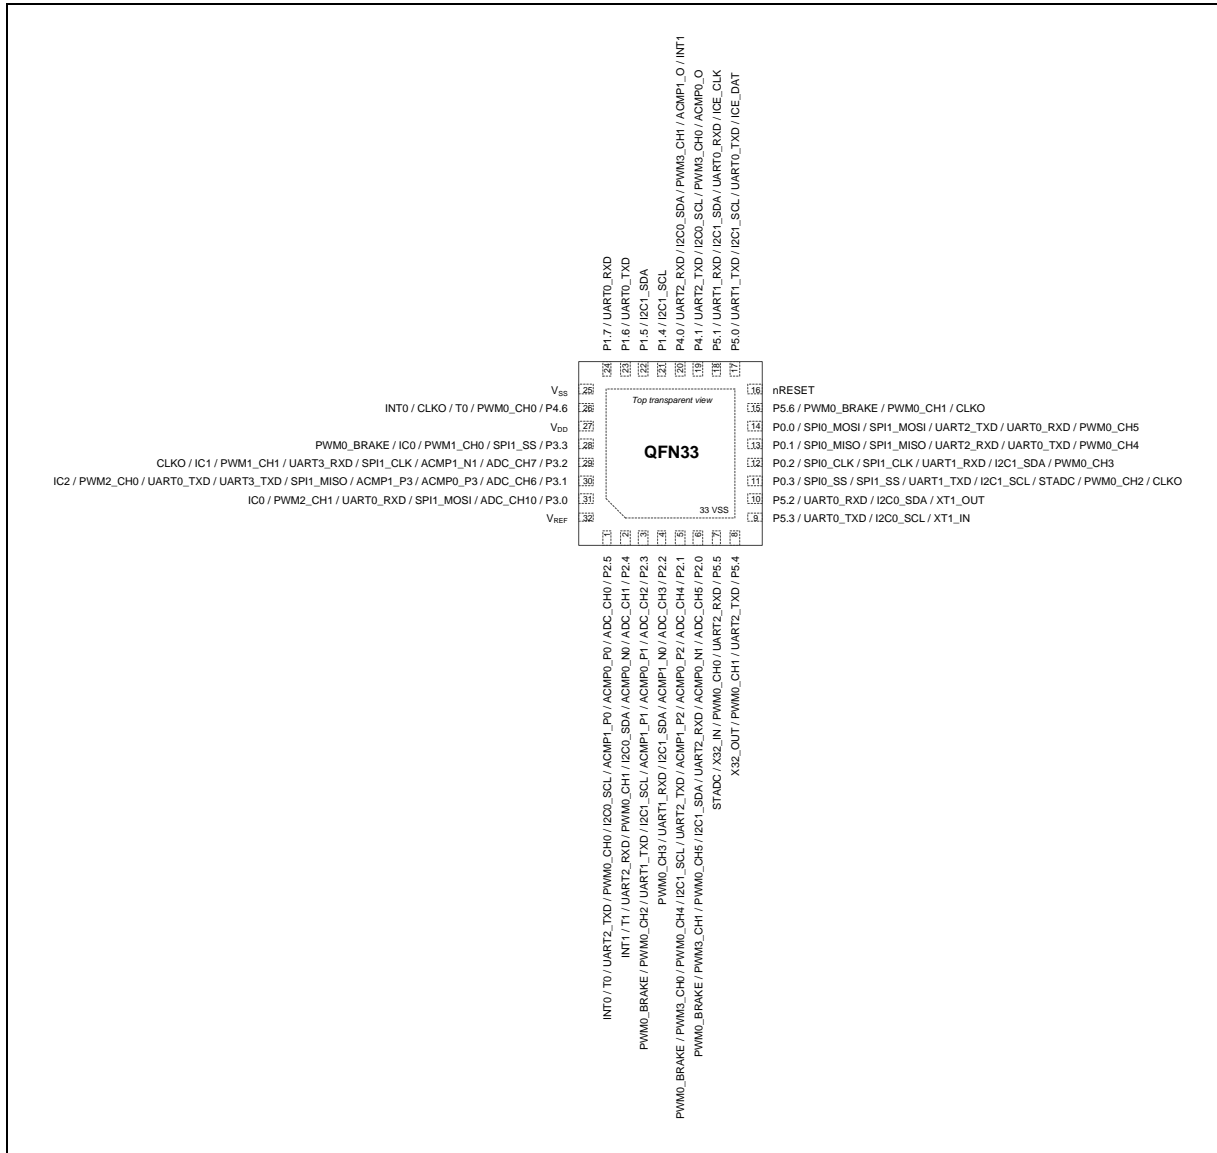 P1.7 / UART0_RXD
P1.6 / UART0_TXD
P1.5 / I2C1_SDA
P1.4 / I2C1_SCL
P4.0 / UART2_RXD / I2C0_SDA / PWM3_CH1 / ACMP1_O / INT1
P4.1 / UART2_TXD / I2C0_SCL / PWM3_CH0 / ACMP0_O
P5.1 / UART1_RXD / I2C1_SDA / UART0_RXD / ICE_CLK
P5.0 / UART1_TXD / I2C1_SCL / UART0_TXD / ICE_DAT
24
23
22
21
20
19
18
17
VSS 25
INT0 / CLKO / T0 / PWM0_CH0 / P4.6 26
VDD 27
PWM0_BRAKE / IC0 / PWM1_CH0 / SPI1_SS / P3.3 28
CLKO / IC1 / PWM1_CH1 / UART3_RXD / SPI1_CLK / ACMP1_N1 / ADC_CH7 / P3.2 29
IC2 / PWM2_CH0 / UART0_TXD / UART3_TXD / SPI1_MISO / ACMP1_P3 / ACMP0_P3 / ADC_CH6 / P3.1 30
IC0 / PWM2_CH1 / UART0_RXD / SPI1_MOSI / ADC_CH10 / P3.0 31
VREF 32
Top transparent view
QFN33
33 VSS
16 nRESET
15 P5.6 / PWM0_BRAKE / PWM0_CH1 / CLKO
14 P0.0 / SPI0_MOSI / SPI1_MOSI / UART2_TXD / UART0_RXD / PWM0_CH5
13 P0.1 / SPI0_MISO / SPI1_MISO / UART2_RXD / UART0_TXD / PWM0_CH4
12 P0.2 / SPI0_CLK / SPI1_CLK / UART1_RXD / I2C1_SDA / PWM0_CH3
11 P0.3 / SPI0_SS / SPI1_SS / UART1_TXD / I2C1_SCL / STADC / PWM0_CH2 / CLKO
10 P5.2 / UART0_RXD / I2C0_SDA / XT1_OUT
9 P5.3 / UART0_TXD / I2C0_SCL / XT1_IN
1
2
3
4
5
6
7
8
INT0 / T0 / UART2_TXD / PWM0_CH0 / I2C0_SCL / ACMP1_P0 / ACMP0_P0 / ADC_CH0 / P2.5
INT1 / T1 / UART2_RXD / PWM0_CH1 / I2C0_SDA / ACMP0_N0 / ADC_CH1 / P2.4
PWM0_BRAKE / PWM0_CH2 / UART1_TXD / I2C1_SCL / ACMP1_P1 / ACMP0_P1 / ADC_CH2 / P2.3
PWM0_CH3 / UART1_RXD / I2C1_SDA / ACMP1_N0 / ADC_CH3 / P2.2
PWM0_BRAKE / PWM3_CH0 / PWM0_CH4 / I2C1_SCL / UART2_TXD / ACMP1_P2 / ACMP0_P2 / ADC_CH4 / P2.1
PWM0_BRAKE / PWM3_CH1 / PWM0_CH5 / I2C1_SDA / UART2_RXD / ACMP0_N1 / ADC_CH5 / P2.0
STADC / X32_IN / PWM0_CH0 / UART2_RXD / P5.5
X32_OUT / PWM0_CH1 / UART2_TXD / P5.4